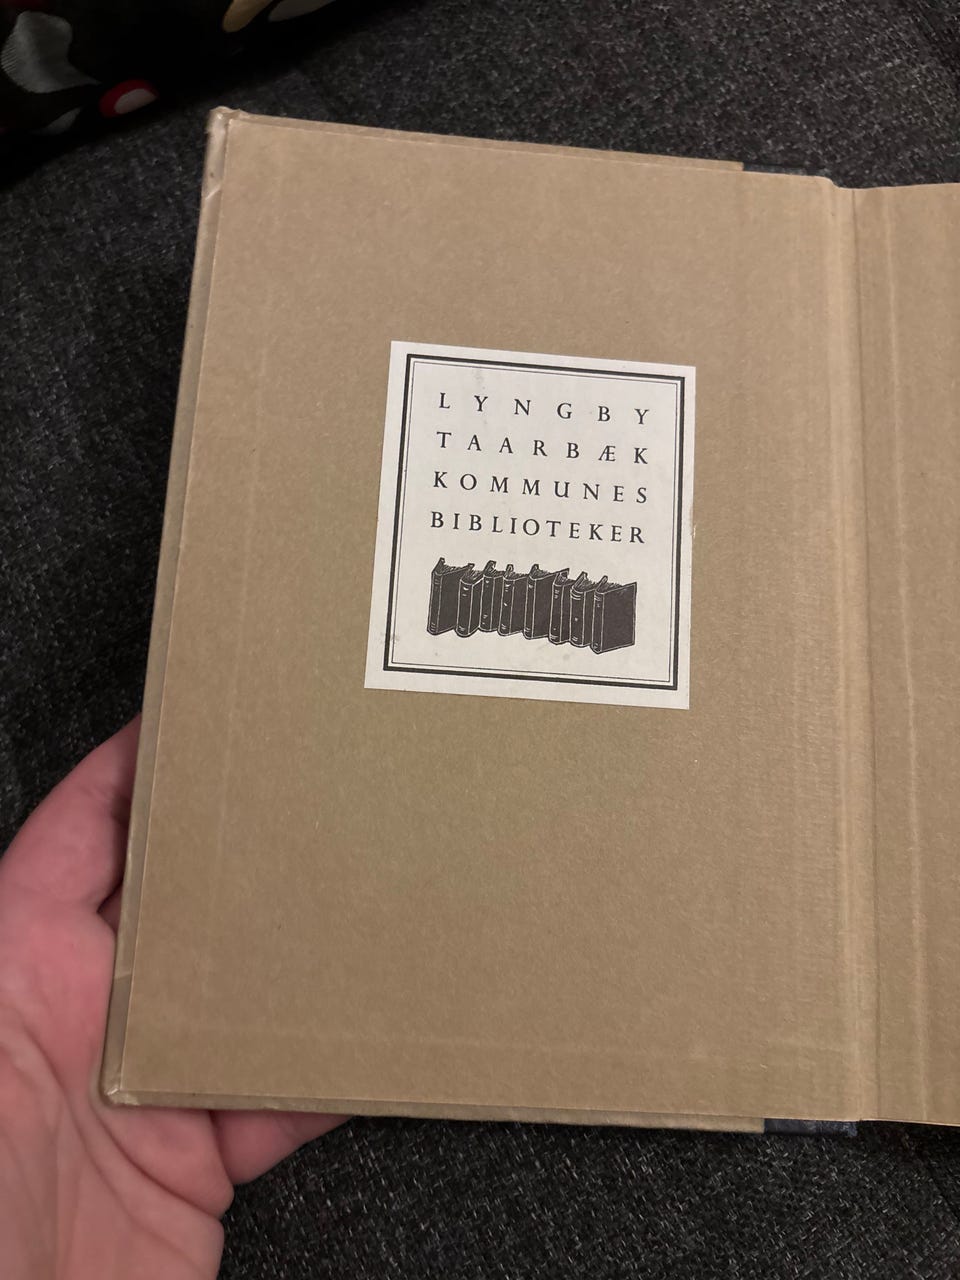 LYNGBY
TAARBÆK
KOMMUNES
BIBLIOTEKER